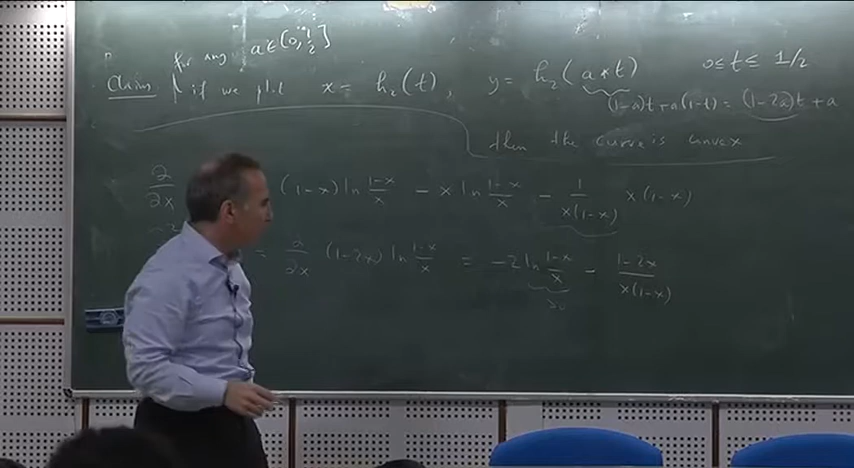 for any a ∈ [0, 1/2]
Claim if we plot x = h₂(t), y = h₂(a*t) 0 ≤ t ≤ 1/2
(1-a)t + a(1-t) = (1-2a)t + a
then the curve is convex
∂/∂x (1-x) ln (1-x)/x - x ln (1-x)/x - 1/(x(1-x)) x(1-x)
= ∂/∂x (1-2x) ln (1-x)/x = -2 ln (1-x)/x - (1-2x)/(x(1-x))
≥0